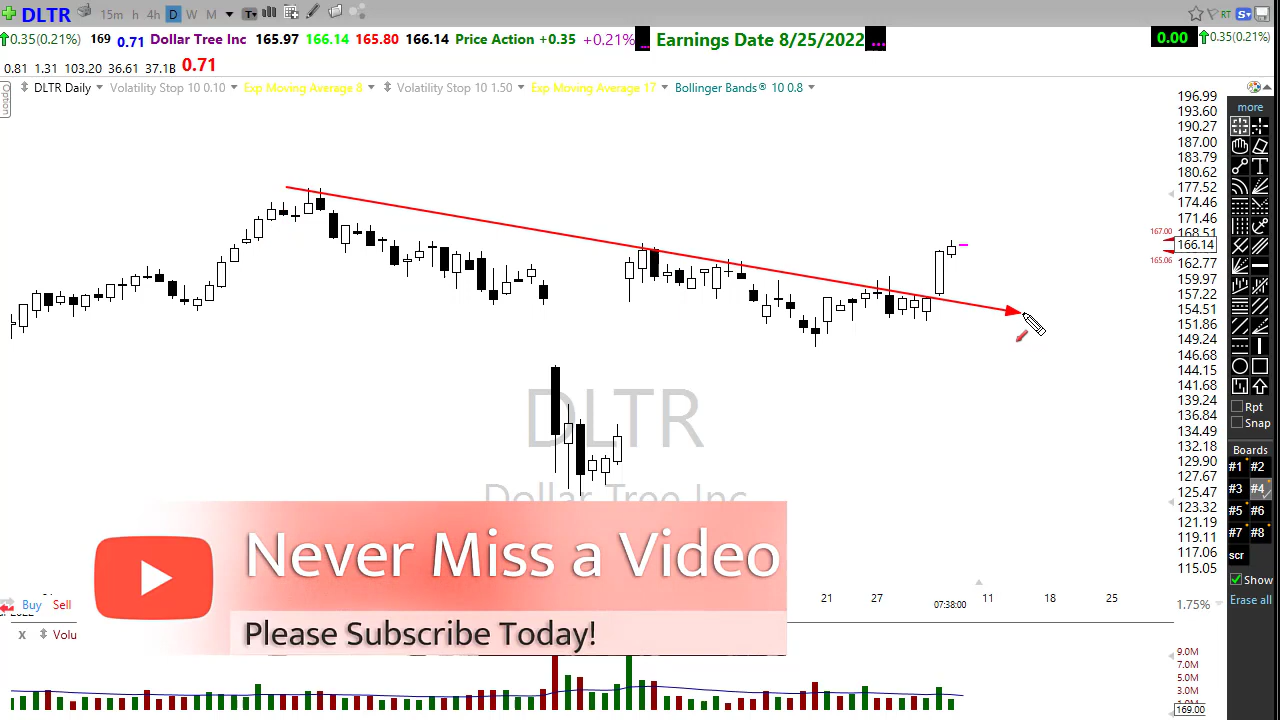 DLTR 15m h 4h D W M T RT S
0.35(0.21%) 169 0.71 Dollar Tree Inc 165.97 166.14 165.80 166.14 Price Action +0.35 +0.21% ... Earnings Date 8/25/2022 ... 0.00 0.35(0.21%)
0.81 1.31 103.20 36.61 37.1B 0.71
Option
DLTR Daily Volatility Stop 10 0.10 Exp Moving Average 8 Volatility Stop 10 1.50 Exp Moving Average 17 Bollinger Bands® 10 0.8
196.99
193.60
190.27
187.00
183.79
180.62
177.52
174.46
171.46
168.51
167.00
166.14
165.06
162.77
159.97
157.22
154.51
151.86
149.24
146.68
144.15
141.68
139.24
136.84
134.49
132.18
129.90
127.67
125.47
123.32
121.19
119.11
117.06
115.05
more
T
Rpt
Snap
Boards
#1 #2
#3 #4
#5 #6
#7 #8
scr
Show
Erase all
DLTR
Dollar Tree Inc
Never Miss a Video
Please Subscribe Today!
21 27 07:38:00 11 18 25
1.75%
Buy Sell
X Volu
9.0M
7.0M
5.0M
3.0M
169.00